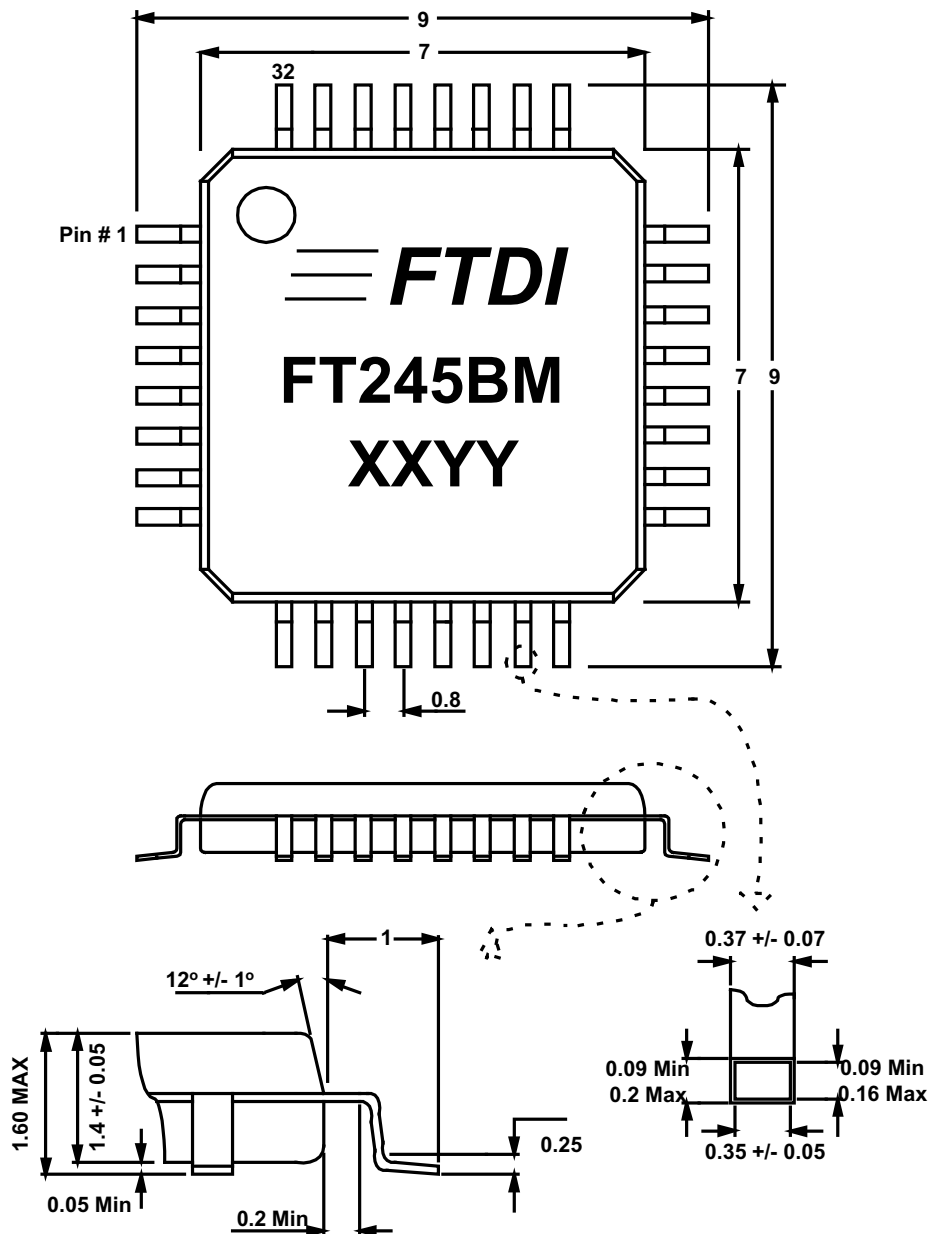 9
7
32
Pin # 1
FTDI
FT245BM
XXYY
7 9
0.8
1
12º +/- 1º
1.60 MAX
1.4 +/- 0.05
0.05 Min
0.2 Min
0.25
0.37 +/- 0.07
0.09 Min
0.2 Max
0.09 Min
0.16 Max
0.35 +/- 0.05